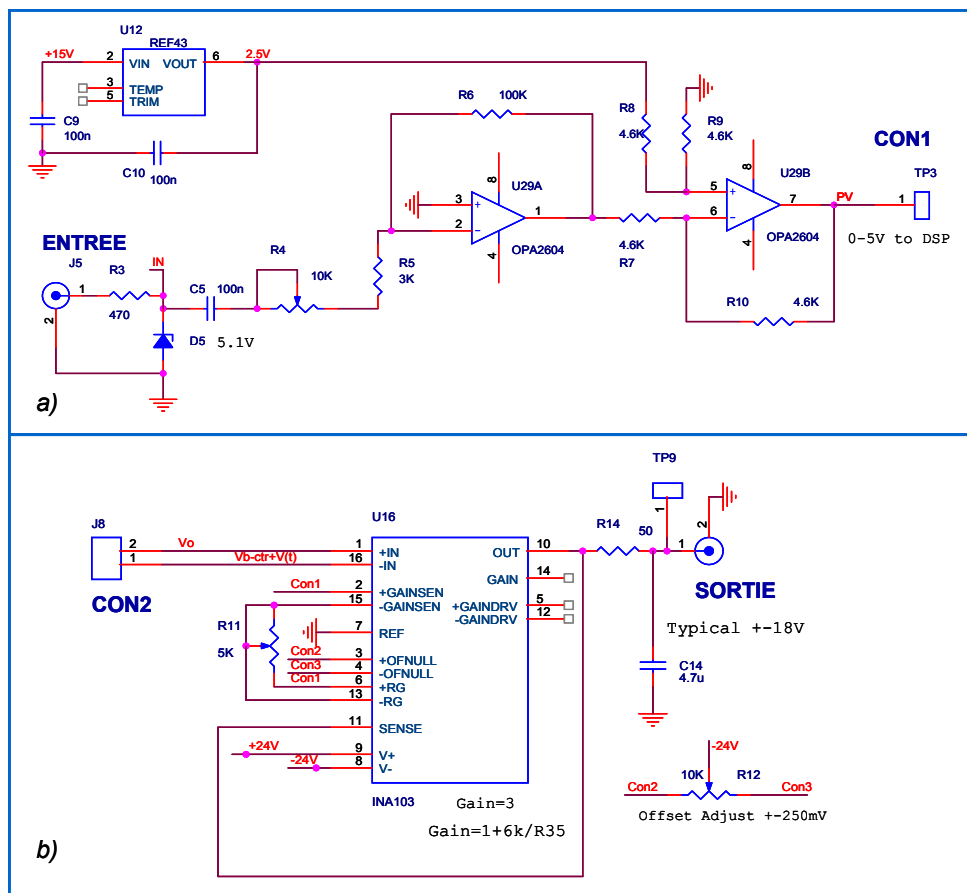 U12
REF43
+15V
2
VIN
VOUT
6
2.5V
3
TEMP
5
TRIM
C9
100n
C10
100n
R6
100K
R8
4.6K
R9
4.6K
CON1
TP3
8
U29A
3
+
2
−
1
4
OPA2604
8
U29B
5
+
6
−
7
4
OPA2604
PV
1
0-5V to DSP
4.6K
R7
R10
4.6K
ENTREE
J5
1
2
R3
470
IN
C5
100n
R4
10K
R5
3K
D5
5.1V
a)
TP9
1
2
J8
2
1
Vo
Vb-ctr+V(t)
CON2
U16
1
+IN
16
-IN
Con1
2
+GAINSEN
15
-GAINSEN
R11
5K
7
REF
Con2
3
+OFNULL
Con3
4
-OFNULL
Con1
6
+RG
13
-RG
11
SENSE
+24V
9
V+
-24V
8
V-
OUT
10
GAIN
14
+GAINDRV
5
-GAINDRV
12
INA103
R14
50
1
SORTIE
Typical +-18V
C14
4.7u
Gain=3
Gain=1+6k/R35
-24V
10K
R12
Con2
Con3
Offset Adjust +-250mV
b)